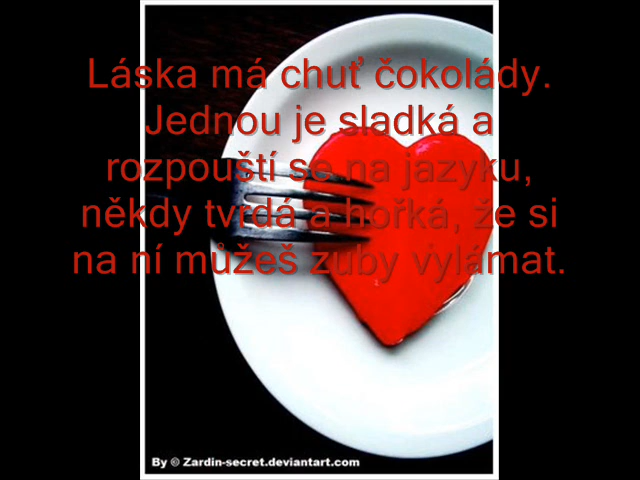 Láska má chuť čokolády.
Jednou je sladká a
rozpouští se na jazyku,
někdy tvrdá a hořká, že si
na ní můžeš zuby vylámat.
By © Zardin-secret.deviantart.com